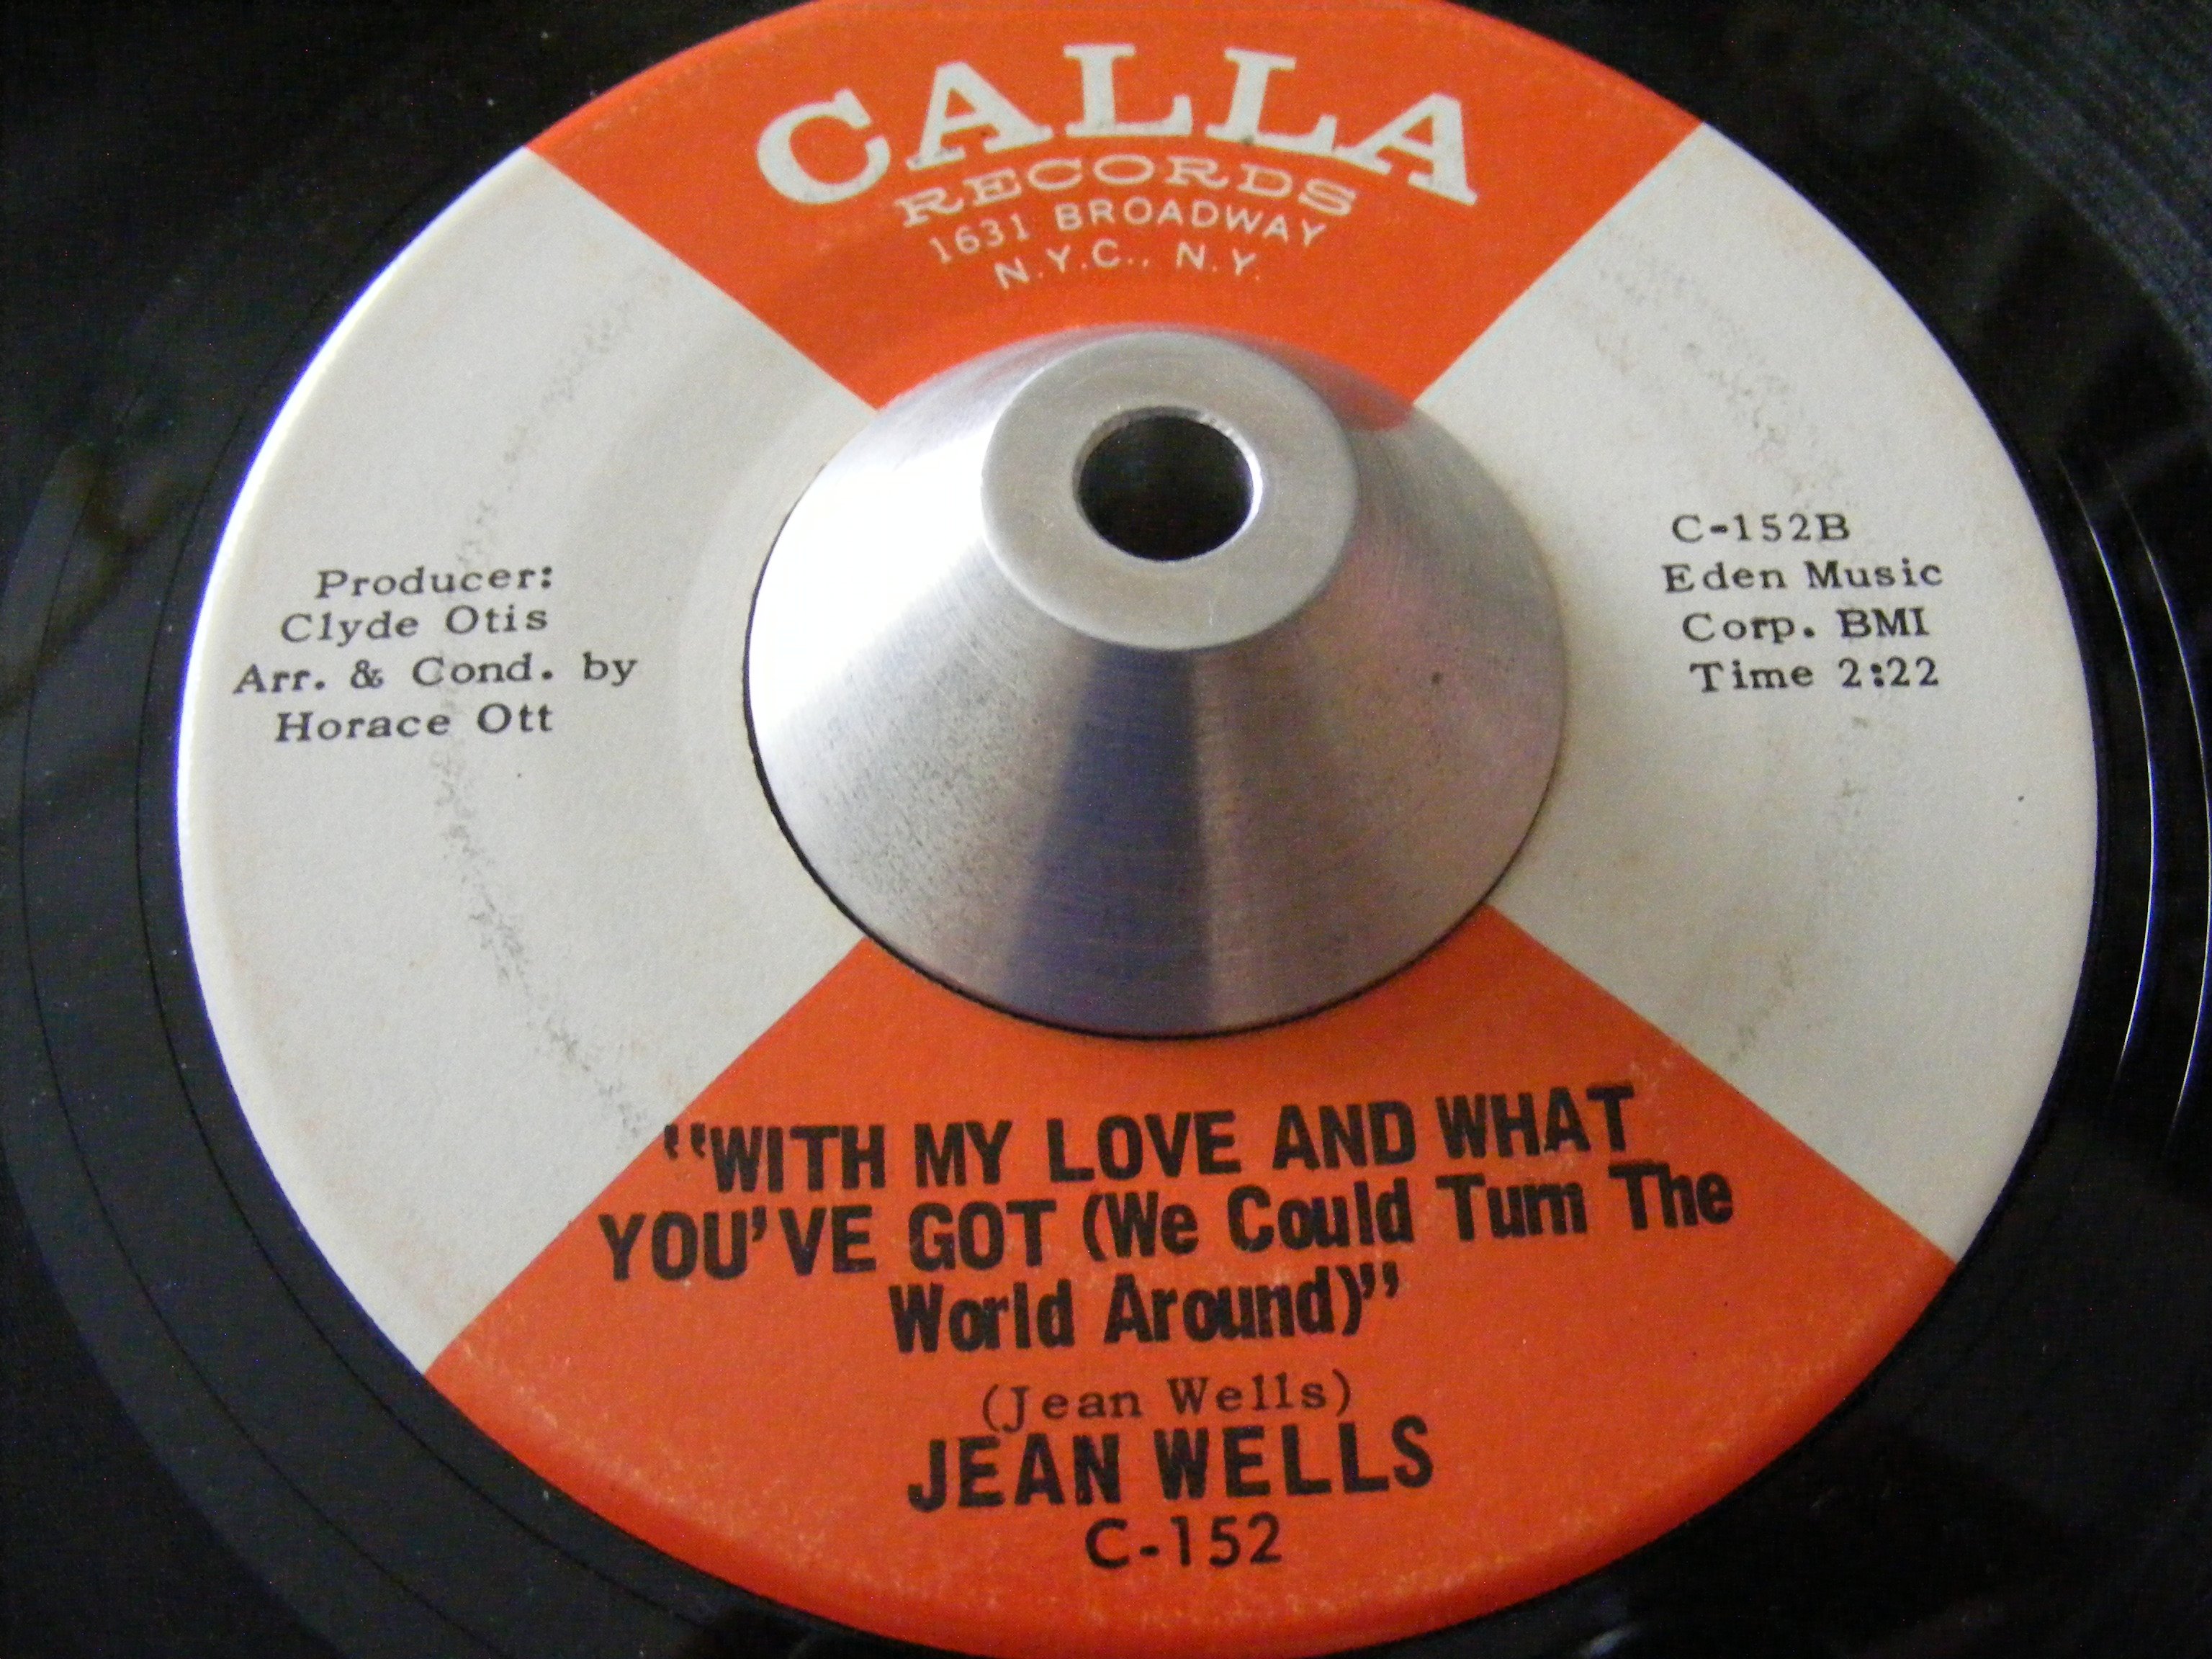 CALLA
RECORDS
1631 BROADWAY
N.Y.C., N.Y.
Producer:
Clyde Otis
Arr. & Cond. by
Horace Ott
C-152B
Eden Music
Corp. BMI
Time 2:22
"WITH MY LOVE AND WHAT
YOU'VE GOT (We Could Turn The
World Around)"
(Jean Wells)
JEAN WELLS
C-152